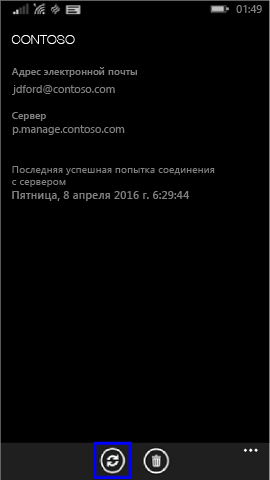 01:49
CONTOSO
Адрес электронной почты
jdford@contoso.com
Сервер
p.manage.contoso.com
Последняя успешная попытка соединения
с сервером
Пятница, 8 апреля 2016 г. 6:29:44